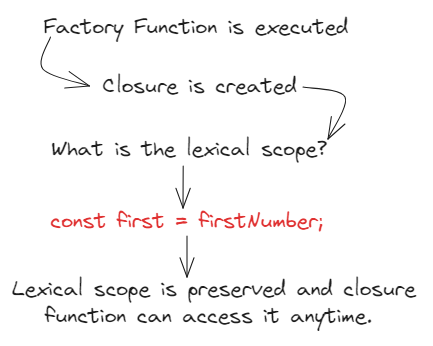 Factory Function is executed
Closure is created
What is the lexical scope?
const first = firstNumber;
Lexical scope is preserved and closure
function can access it anytime.